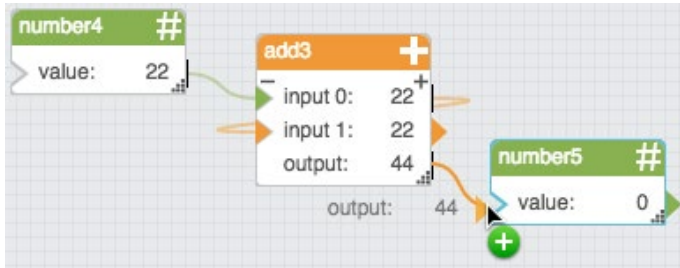 number4 #
value: 22
add3 +
− +
input 0: 22
input 1: 22
output: 44
output: 44
number5 #
value: 0